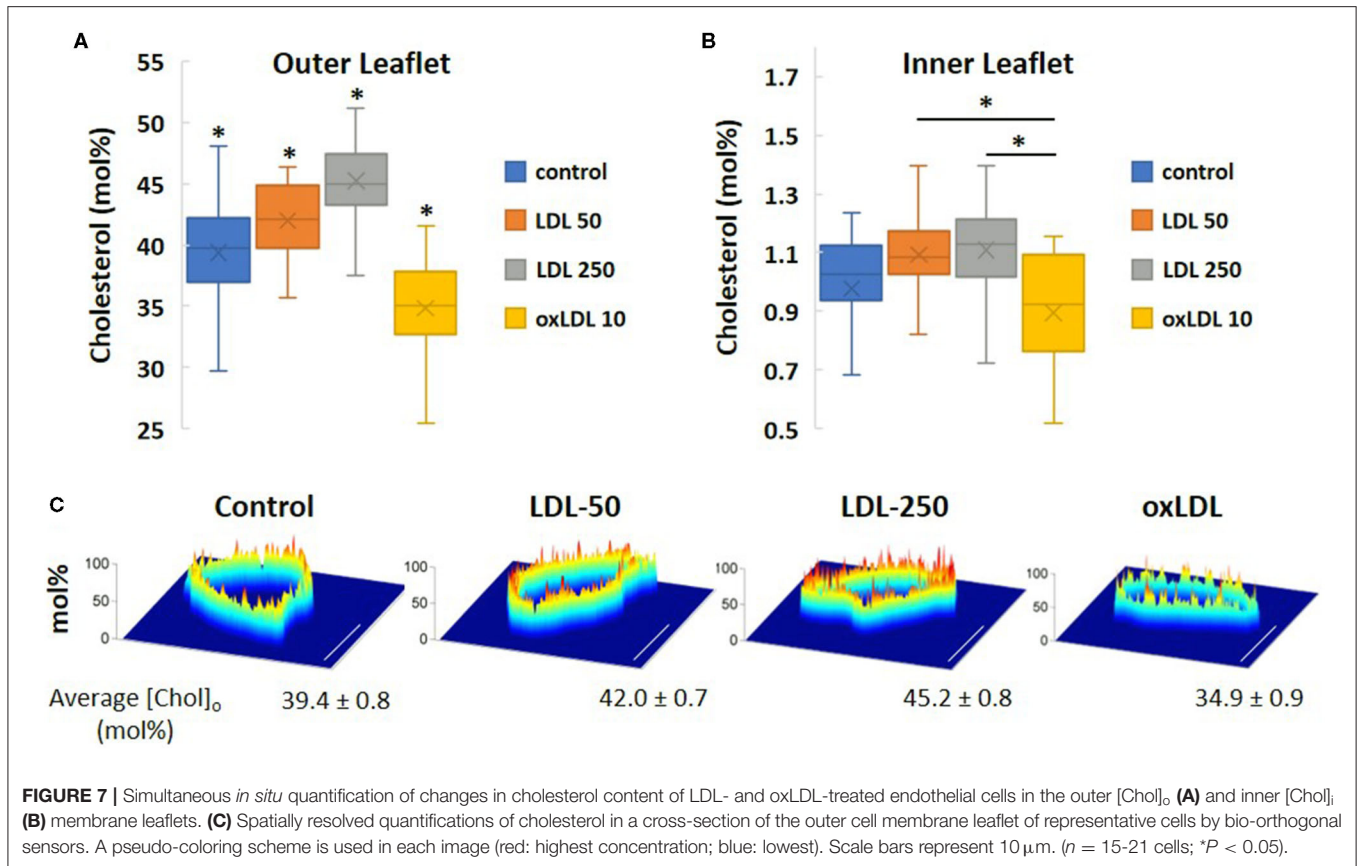 A
Outer Leaflet
Cholesterol (mol%)
55
50
45
40
35
30
25
*
*
*
*
control
LDL 50
LDL 250
oxLDL 10
B
Inner Leaflet
Cholesterol (mol%)
1.7
1.5
1.3
1.1
0.9
0.7
0.5
*
*
control
LDL 50
LDL 250
oxLDL 10
C
Control
LDL-50
LDL-250
oxLDL
mol%
100
50
0
100
50
0
100
50
0
100
50
0
Average [Chol]o 39.4 ± 0.8 42.0 ± 0.7 45.2 ± 0.8 34.9 ± 0.9
(mol%)
FIGURE 7 | Simultaneous in situ quantification of changes in cholesterol content of LDL- and oxLDL-treated endothelial cells in the outer [Chol]o (A) and inner [Chol]i
(B) membrane leaflets. (C) Spatially resolved quantifications of cholesterol in a cross-section of the outer cell membrane leaflet of representative cells by bio-orthogonal
sensors. A pseudo-coloring scheme is used in each image (red: highest concentration; blue: lowest). Scale bars represent 10 μm. (n = 15-21 cells; *P < 0.05).